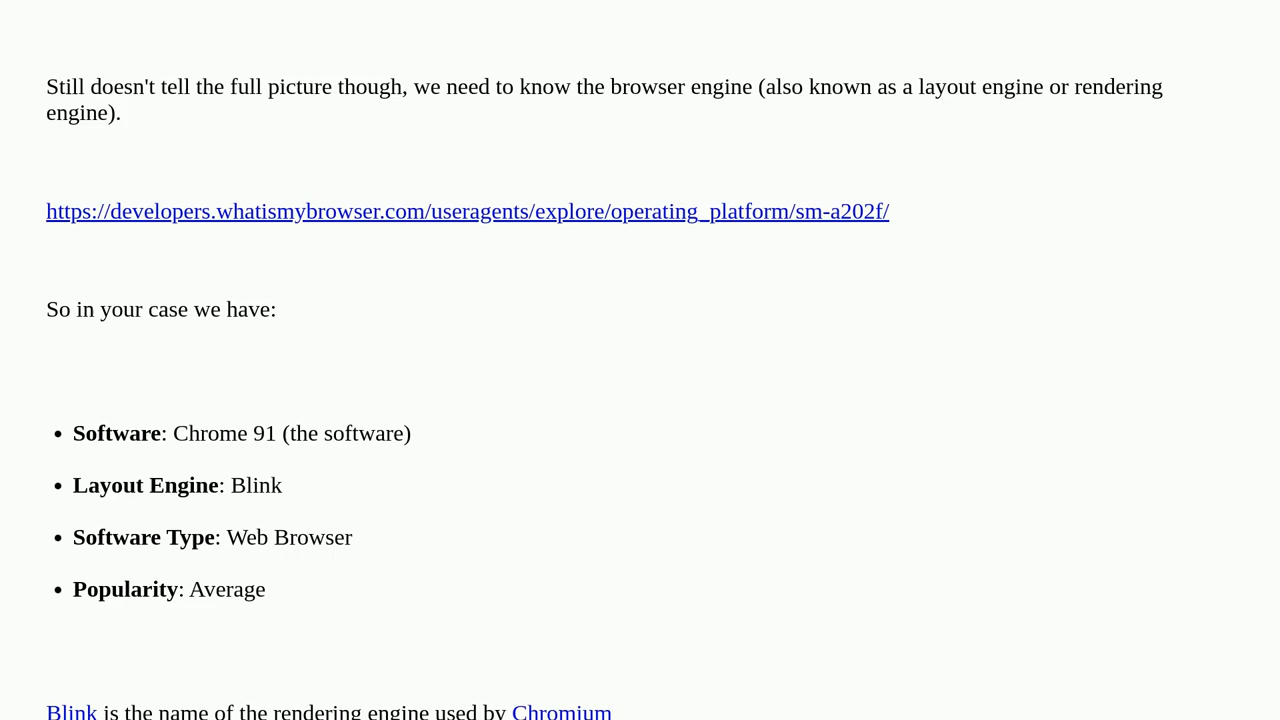 Still doesn't tell the full picture though, we need to know the browser engine (also known as a layout engine or rendering
engine).
https://developers.whatismybrowser.com/useragents/explore/operating_platform/sm-a202f/
So in your case we have:
• Software: Chrome 91 (the software)
• Layout Engine: Blink
• Software Type: Web Browser
• Popularity: Average
Blink is the name of the rendering engine used by Chromium